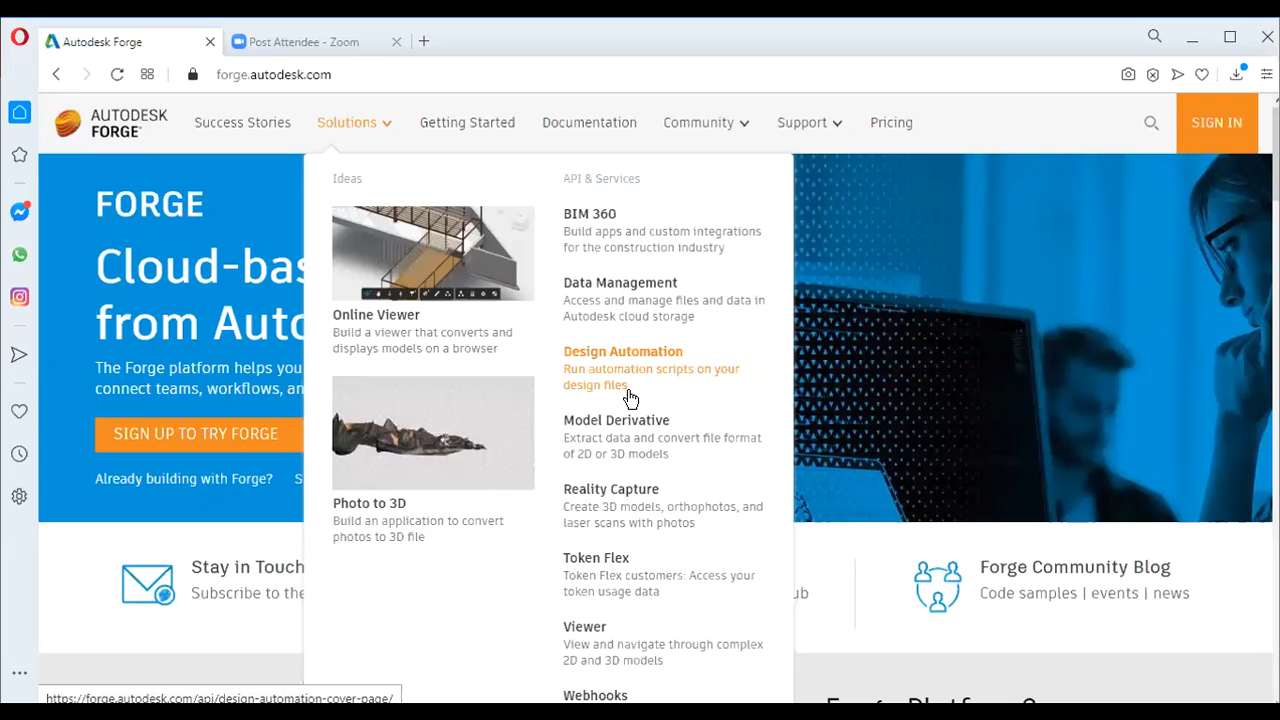 Autodesk Forge
Post Attendee - Zoom
forge.autodesk.com
AUTODESK
FORGE
Success Stories
Solutions
Getting Started
Documentation
Community
Support
Pricing
SIGN IN
FORGE
Cloud-bas
from Auto
The Forge platform helps you
connect teams, workflows, an
SIGN UP TO TRY FORGE
Already building with Forge? S
Ideas
Online Viewer
Build a viewer that converts and
displays models on a browser
Photo to 3D
Build an application to convert
photos to 3D file
API & Services
BIM 360
Build apps and custom integrations
for the construction industry
Data Management
Access and manage files and data in
Autodesk cloud storage
Design Automation
Run automation scripts on your
design files
Model Derivative
Extract data and convert file format
of 2D or 3D models
Reality Capture
Create 3D models, orthophotos, and
laser scans with photos
Token Flex
Token Flex customers: Access your
token usage data
Viewer
View and navigate through complex
2D and 3D models
Webhooks
Stay in Touch
Subscribe to the
ub
Forge Community Blog
Code samples | events | news
https://forge.autodesk.com/api/design-automation-cover-page/